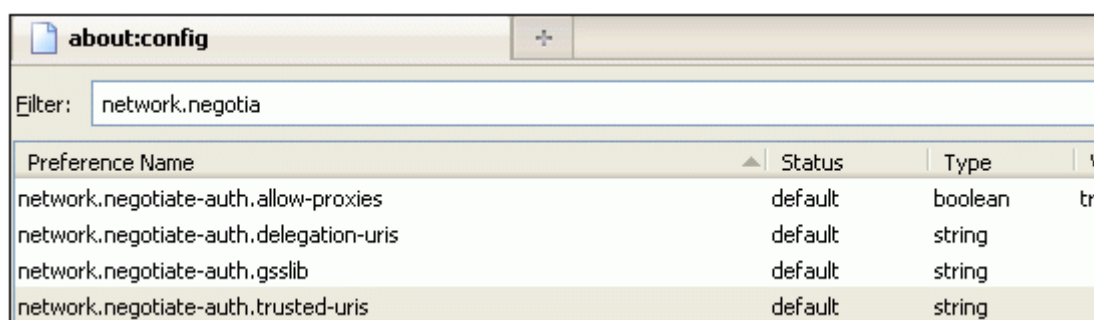 about:config
Filter: network.negotia
Preference Name Status Type
network.negotiate-auth.allow-proxies default boolean tr
network.negotiate-auth.delegation-uris default string
network.negotiate-auth.gsslib default string
network.negotiate-auth.trusted-uris default string